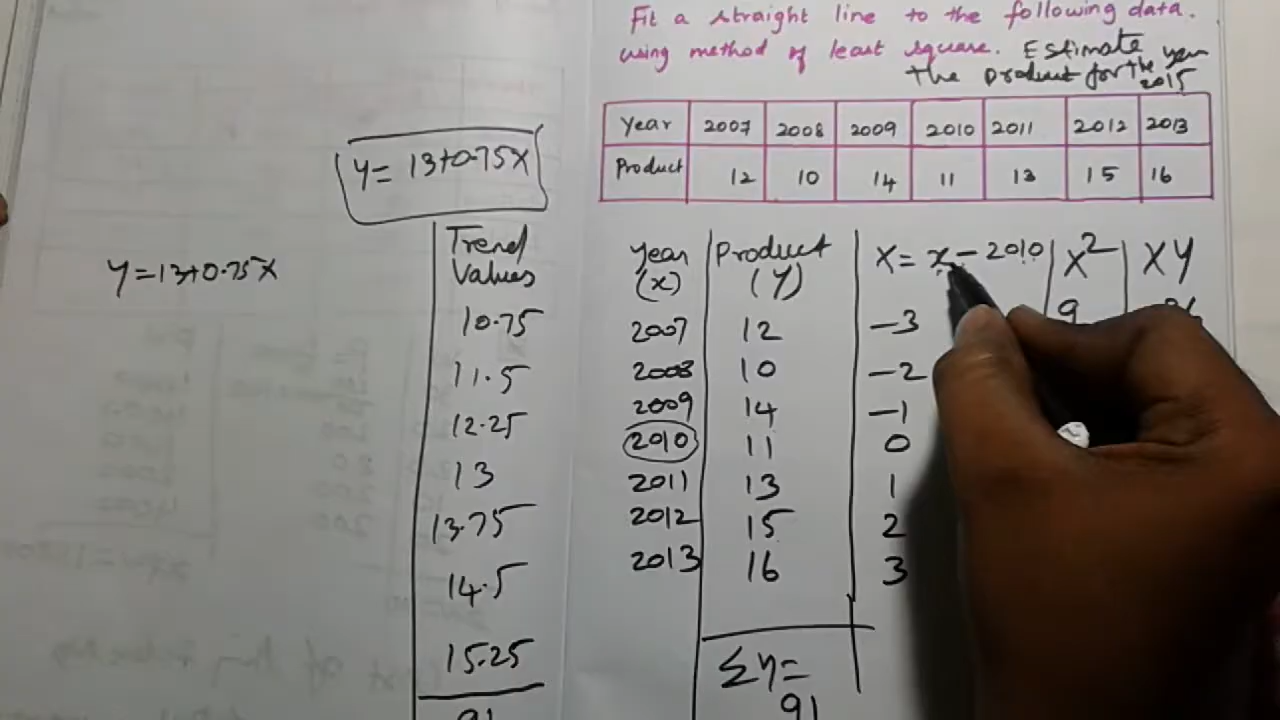 Fit a straight line to the following data.
using method of least square. Estimate
the Product for the year
2015
Year 2007 2008 2009 2010 2011 2012 2013
Product 12 10 14 11 13 15 16
Y = 13+0.75X
Y = 13+0.75X
Trend Values
10.75
11.5
12.25
13
13.75
14.5
15.25
91
Year (x) Product (Y) X = x - 2010 X² XY
2007 12 -3 9
2008 10 -2
2009 14 -1
2010 11 0
2011 13 1
2012 15 2
2013 16 3
ΣY =
91